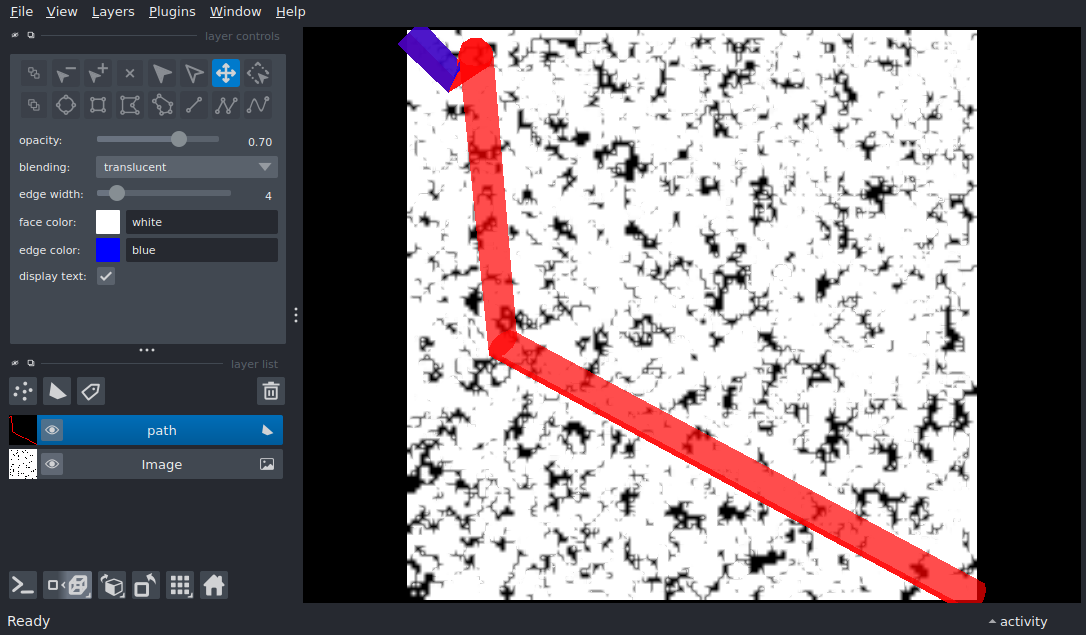 File View Layers Plugins Window Help
layer controls
opacity: 0.70
blending: translucent
edge width: 4
face color: white
edge color: blue
display text:
layer list
path
Image
Ready
activity